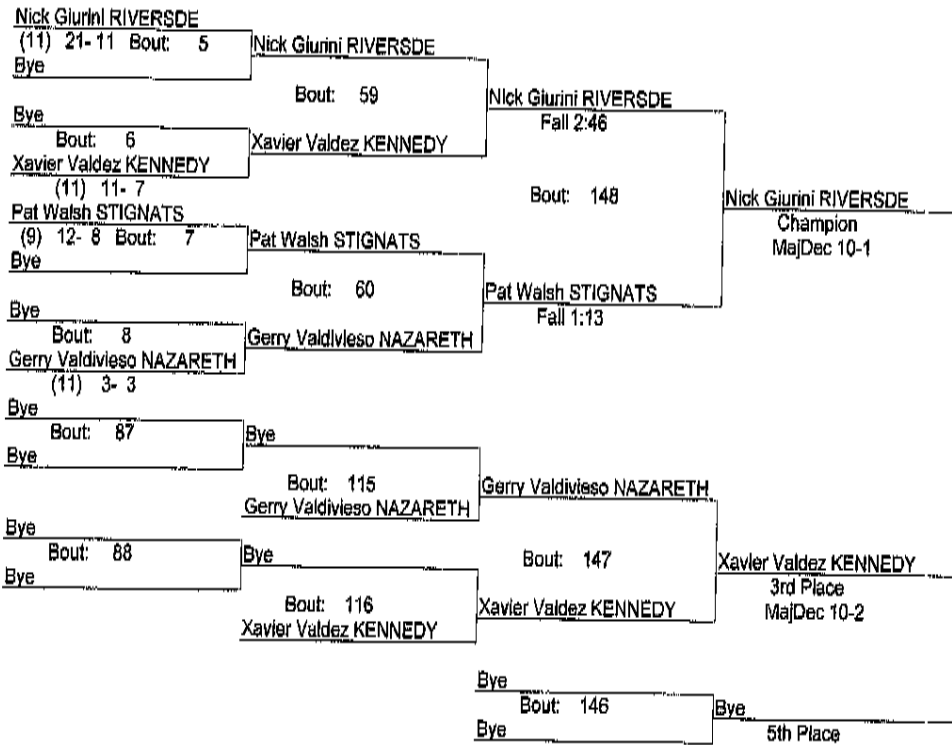 Nick Giurini RIVERSDE
(11) 21- 11 Bout: 5
Bye
Nick Giurini RIVERSDE
Bout: 59
Bye
Bout: 6
Xavier Valdez KENNEDY
(11) 11- 7
Xavier Valdez KENNEDY
Nick Giurini RIVERSDE
Fall 2:46
Bout: 148
Pat Walsh STIGNATS
(9) 12- 8 Bout: 7
Bye
Pat Walsh STIGNATS
Bout: 60
Bye
Bout: 8
Gerry Valdivieso NAZARETH
(11) 3- 3
Gerry Valdivieso NAZARETH
Pat Walsh STIGNATS
Fall 1:13
Nick Giurini RIVERSDE
Champion
MajDec 10-1
Bye
Bout: 87
Bye
Bye
Bout: 115
Gerry Valdivieso NAZARETH
Gerry Valdivieso NAZARETH
Bout: 147
Bye
Bout: 88
Bye
Bye
Bout: 116
Xavier Valdez KENNEDY
Xavier Valdez KENNEDY
Xavier Valdez KENNEDY
3rd Place
MajDec 10-2
Bye
Bout: 146
Bye
Bye
5th Place